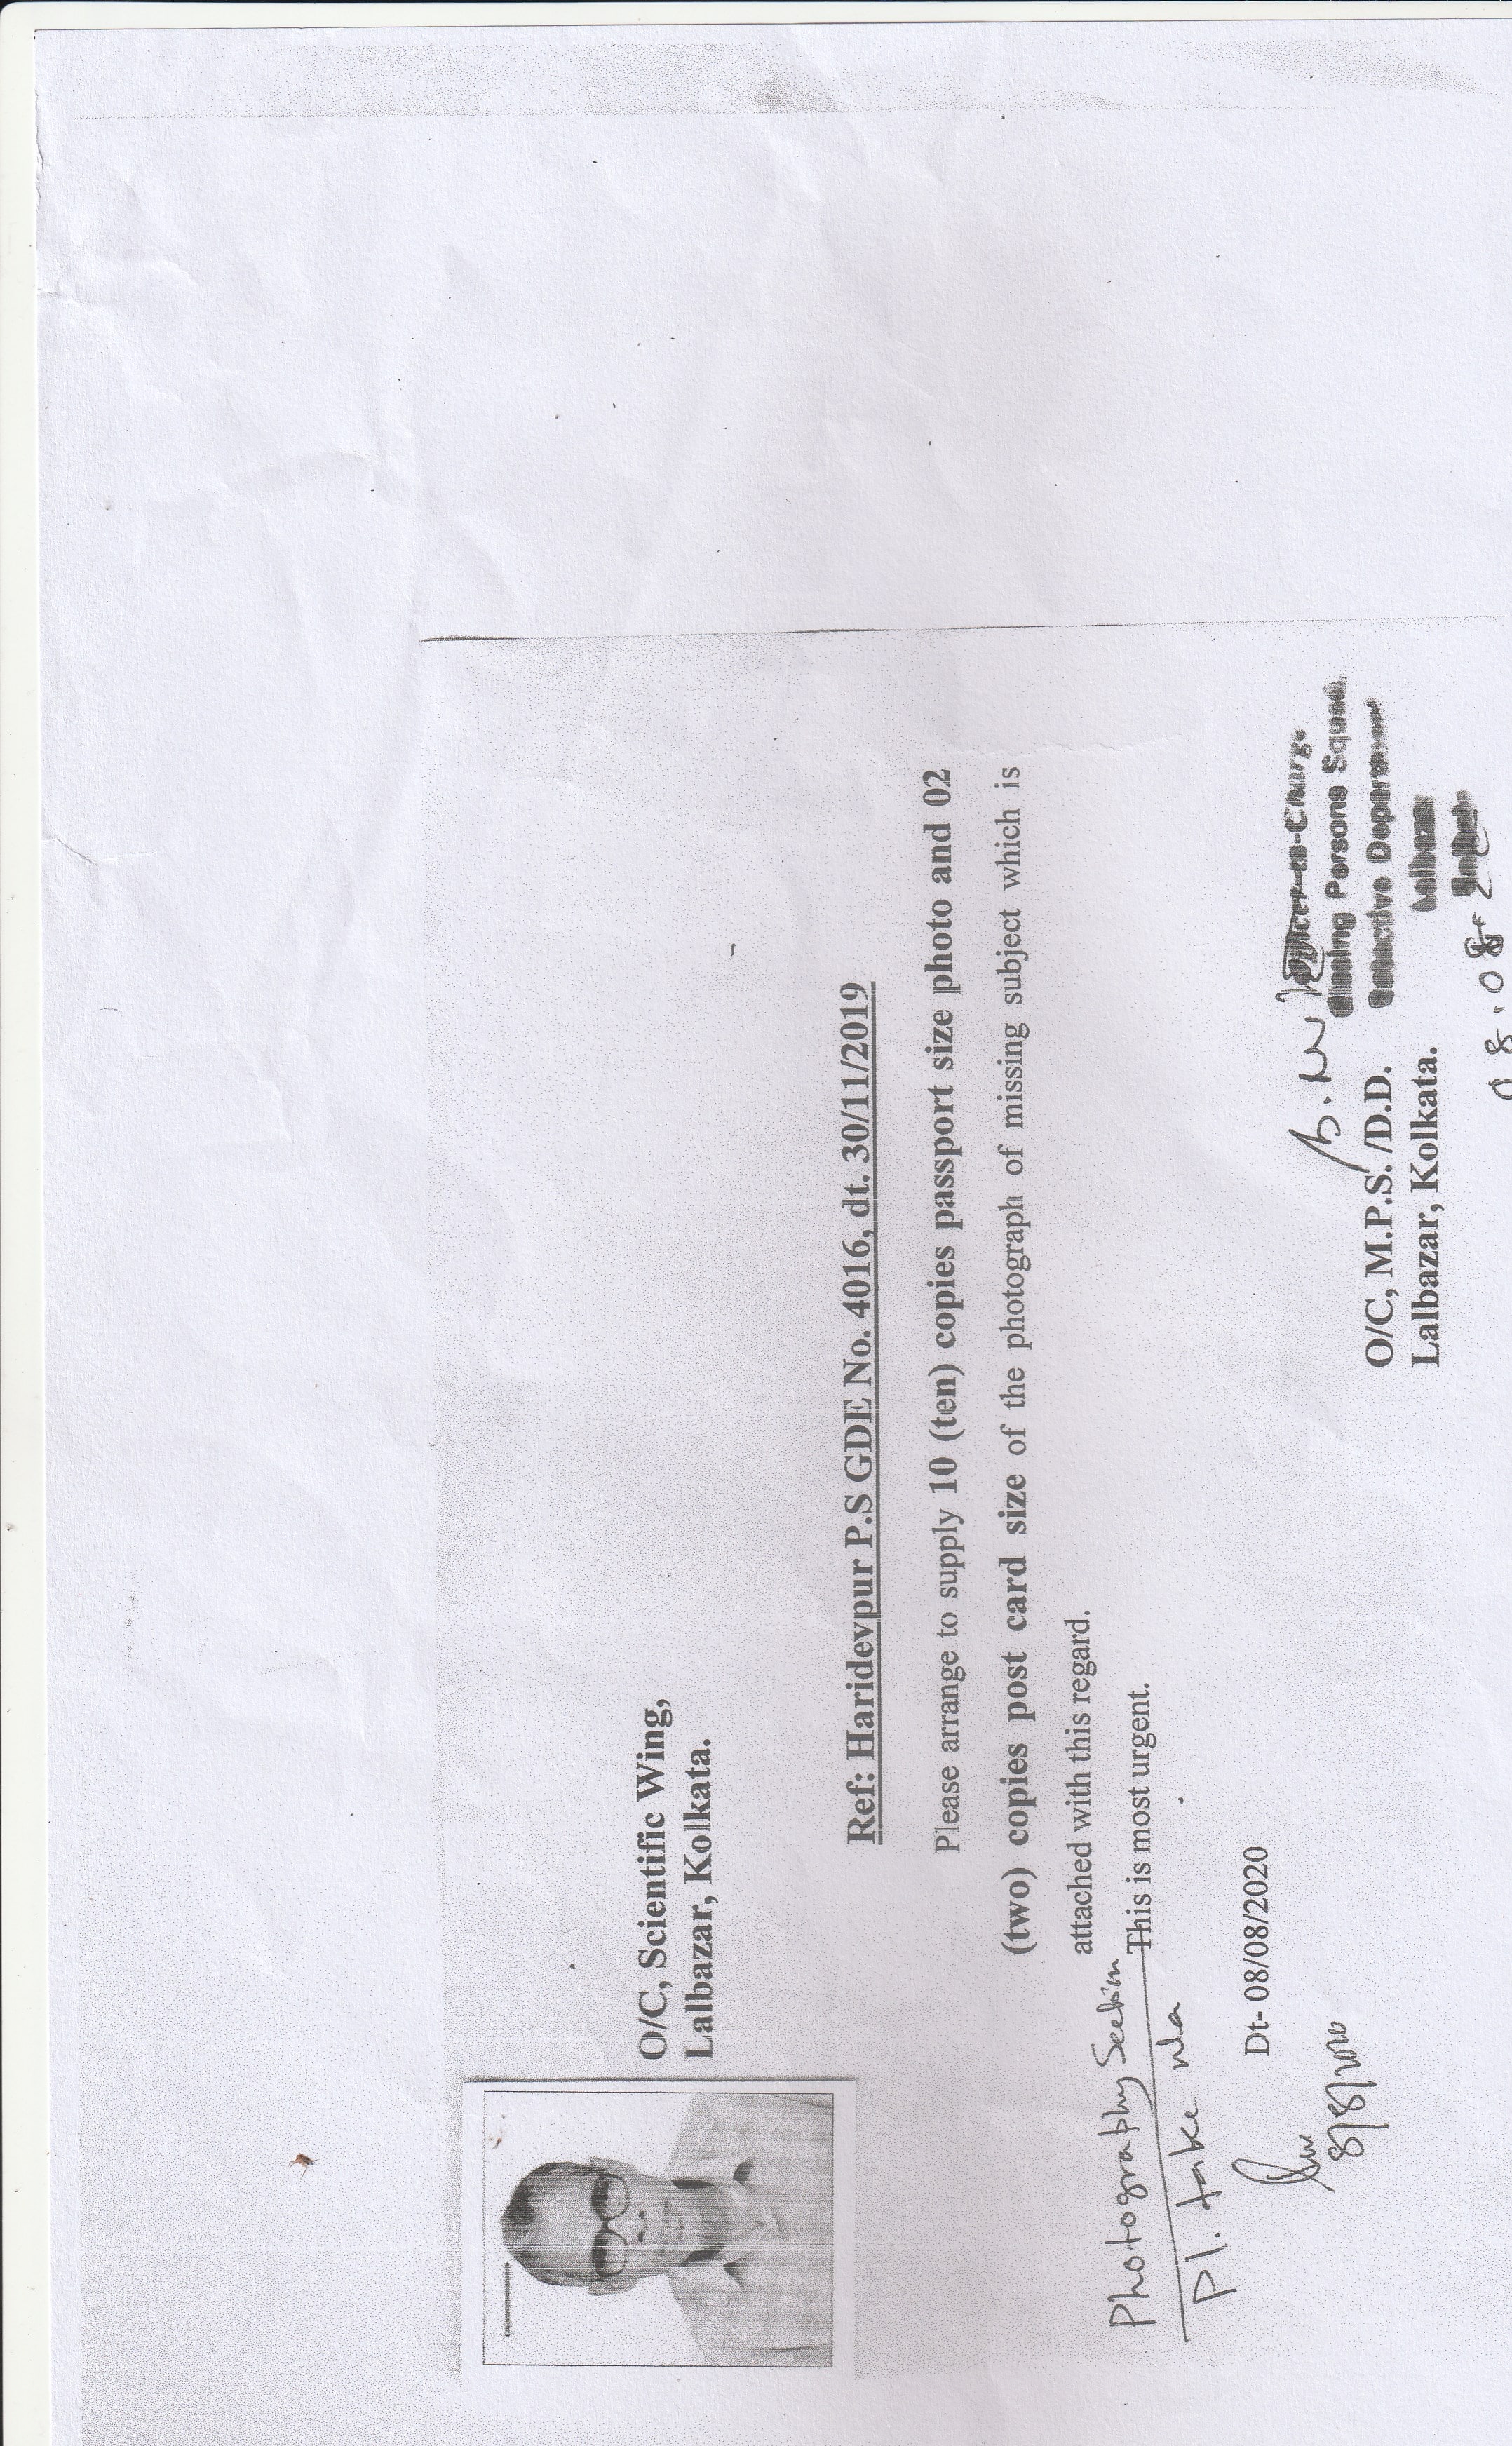 O/C, Scientific Wing,
Lalbazar, Kolkata.
Ref: Haridevpur P.S GDE No. 4016, dt. 30/11/2019
Please arrange to supply 10 (ten) copies passport size photo and 02
(two) copies post card size of the photograph of missing subject which is
attached with this regard.
This is most urgent.
Photography Section
Pl. take n/a
Dt- 08/08/2020
8/8/2020
Officer-in-Charge
Missing Persons Squad
Detective Department
Lalbazar
O/C, M.P.S. /D.D.
Lalbazar, Kolkata.
08.08.